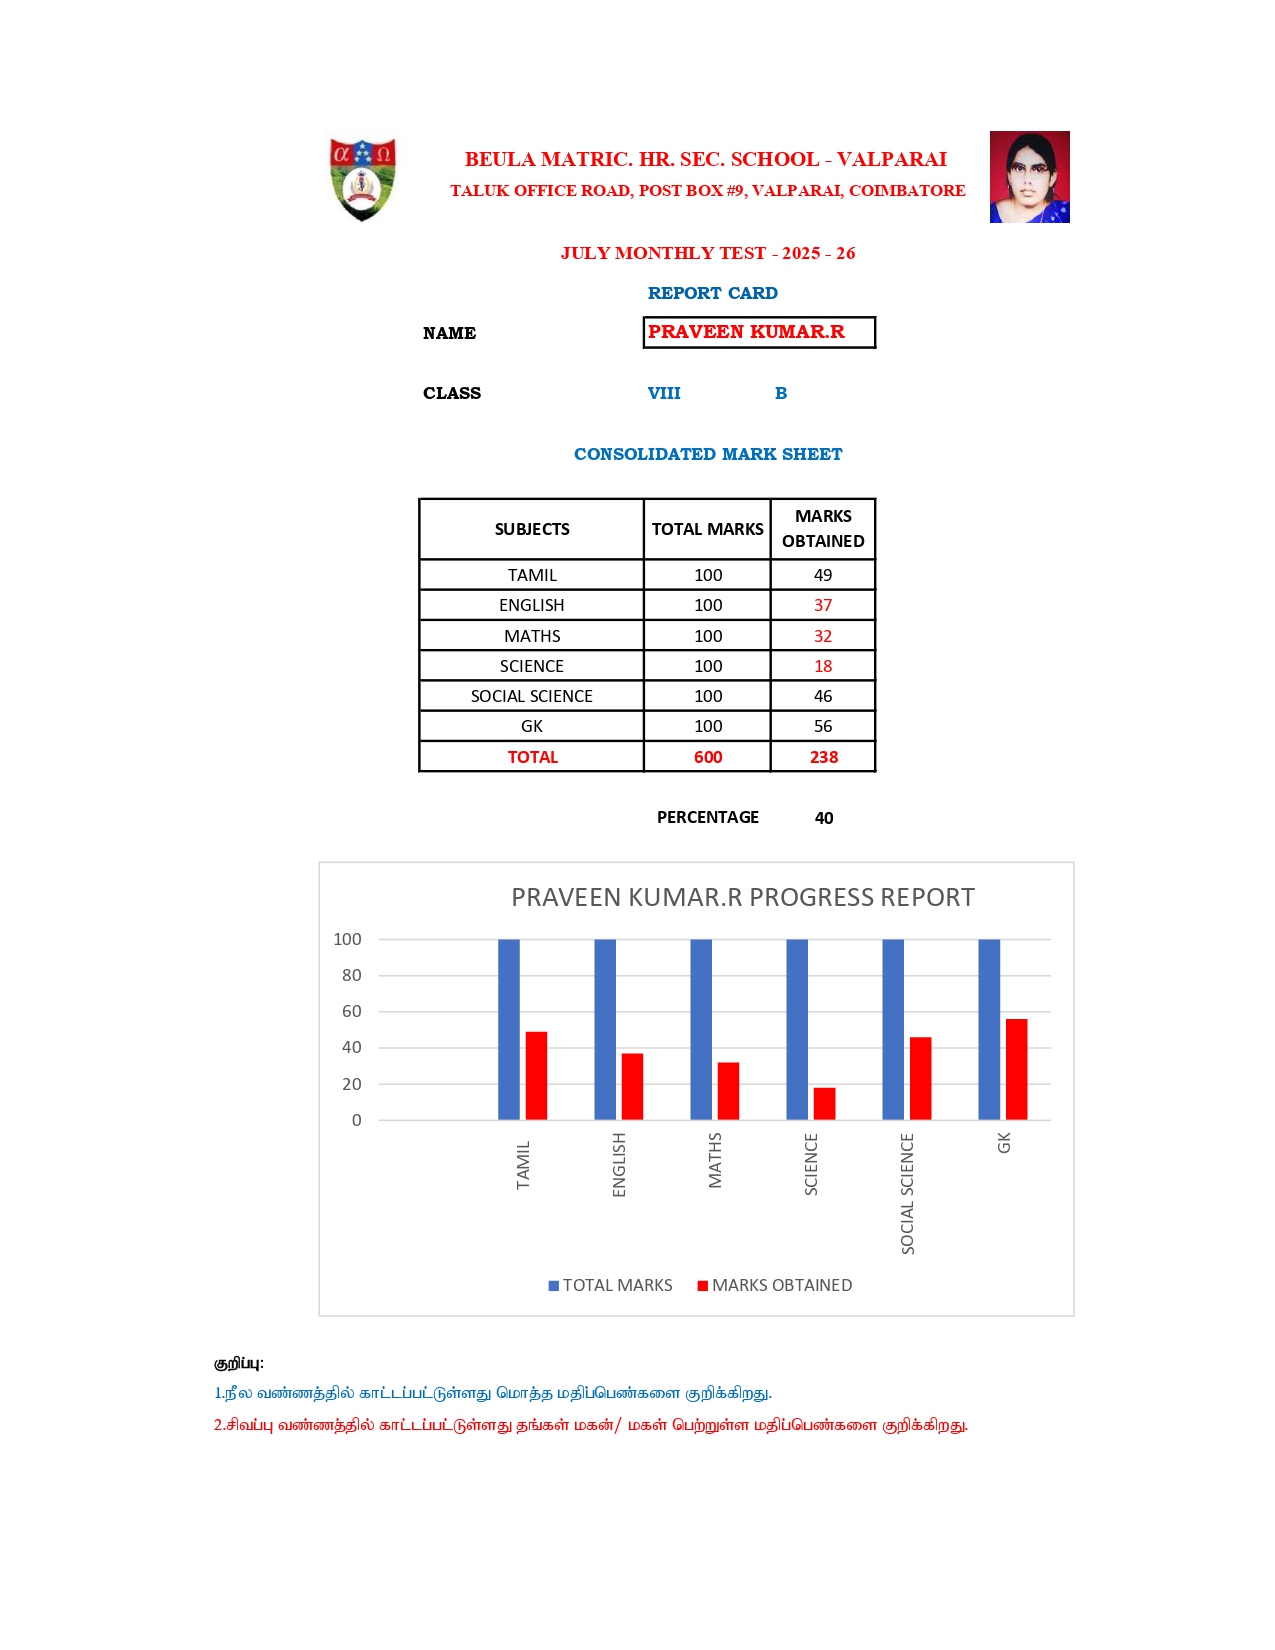 α Ω
BEULA MATRIC. HR. SEC. SCHOOL - VALPARAI
TALUK OFFICE ROAD, POST BOX #9, VALPARAI, COIMBATORE
JULY MONTHLY TEST - 2025 - 26
REPORT CARD
NAME PRAVEEN KUMAR.R
CLASS VIII B
CONSOLIDATED MARK SHEET
SUBJECTS TOTAL MARKS MARKS OBTAINED
TAMIL 100 49
ENGLISH 100 37
MATHS 100 32
SCIENCE 100 18
SOCIAL SCIENCE 100 46
GK 100 56
TOTAL 600 238
PERCENTAGE 40
PRAVEEN KUMAR.R PROGRESS REPORT
100
80
60
40
20
0
TAMIL ENGLISH MATHS SCIENCE SOCIAL SCIENCE GK
TOTAL MARKS MARKS OBTAINED
குறிப்பு:
1.நீல வண்ணத்தில் காட்டப்பட்டுள்ளது மொத்த மதிப்பெண்களை குறிக்கிறது.
2.சிவப்பு வண்ணத்தில் காட்டப்பட்டுள்ளது தங்கள் மகன்/ மகள் பெற்றுள்ள மதிப்பெண்களை குறிக்கிறது.